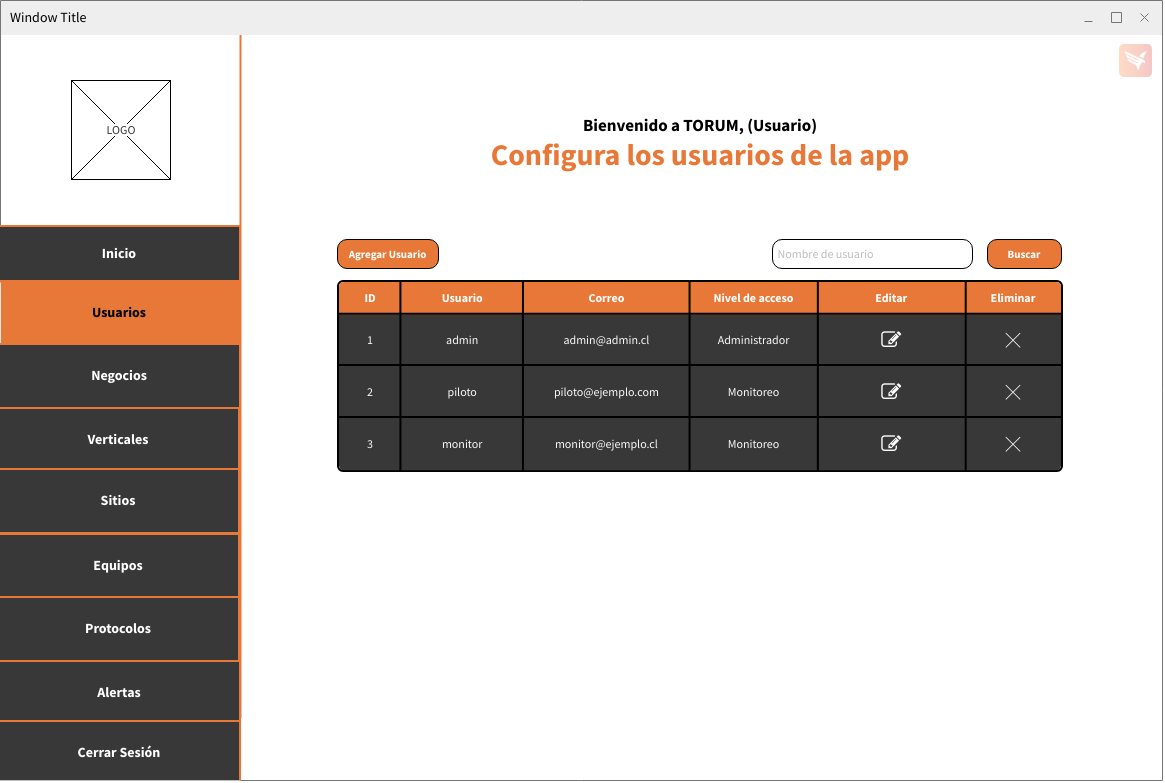 Window Title
LOGO
Inicio
Usuarios
Negocios
Verticales
Sitios
Equipos
Protocolos
Alertas
Cerrar Sesión
Bienvenido a TORUM, (Usuario)
Configura los usuarios de la app
Agregar Usuario Nombre de usuario Buscar
ID Usuario Correo Nivel de acceso Editar Eliminar
1 admin admin@admin.cl Administrador
2 piloto piloto@ejemplo.com Monitoreo
3 monitor monitor@ejemplo.cl Monitoreo